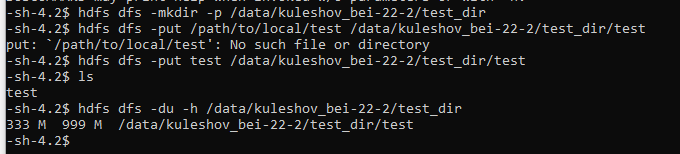 -sh-4.2$ hdfs dfs -mkdir -p /data/kuleshov_bei-22-2/test_dir
-sh-4.2$ hdfs dfs -put /path/to/local/test /data/kuleshov_bei-22-2/test_dir/test
put: `/path/to/local/test': No such file or directory
-sh-4.2$ hdfs dfs -put test /data/kuleshov_bei-22-2/test_dir/test
-sh-4.2$ ls
test
-sh-4.2$ hdfs dfs -du -h /data/kuleshov_bei-22-2/test_dir
333 M  999 M  /data/kuleshov_bei-22-2/test_dir/test
-sh-4.2$